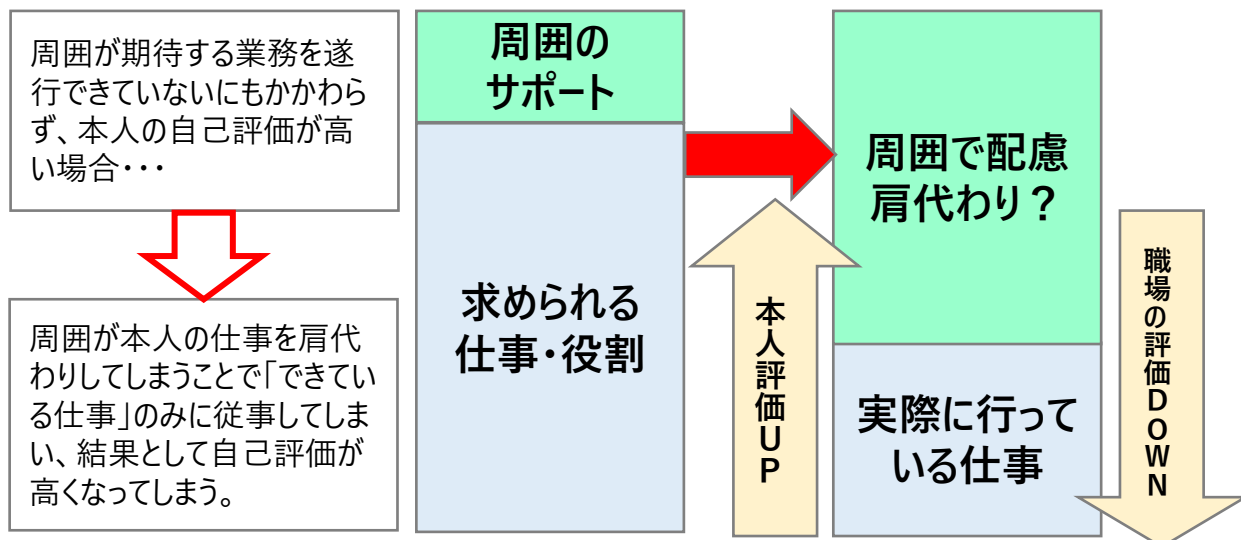 周囲が期待する業務を遂
行できていないにもかかわら
ず、本人の自己評価が高
い場合・・・
周囲が本人の仕事を肩代
わりしてしまうことで「できてい
る仕事」のみに従事してしま
い、結果として自己評価が
高くなってしまう。
周囲の
サポート
求められる
仕事・役割
本人評価UP
周囲で配慮
肩代わり？
実際に行って
いる仕事
職場の評価DOWN